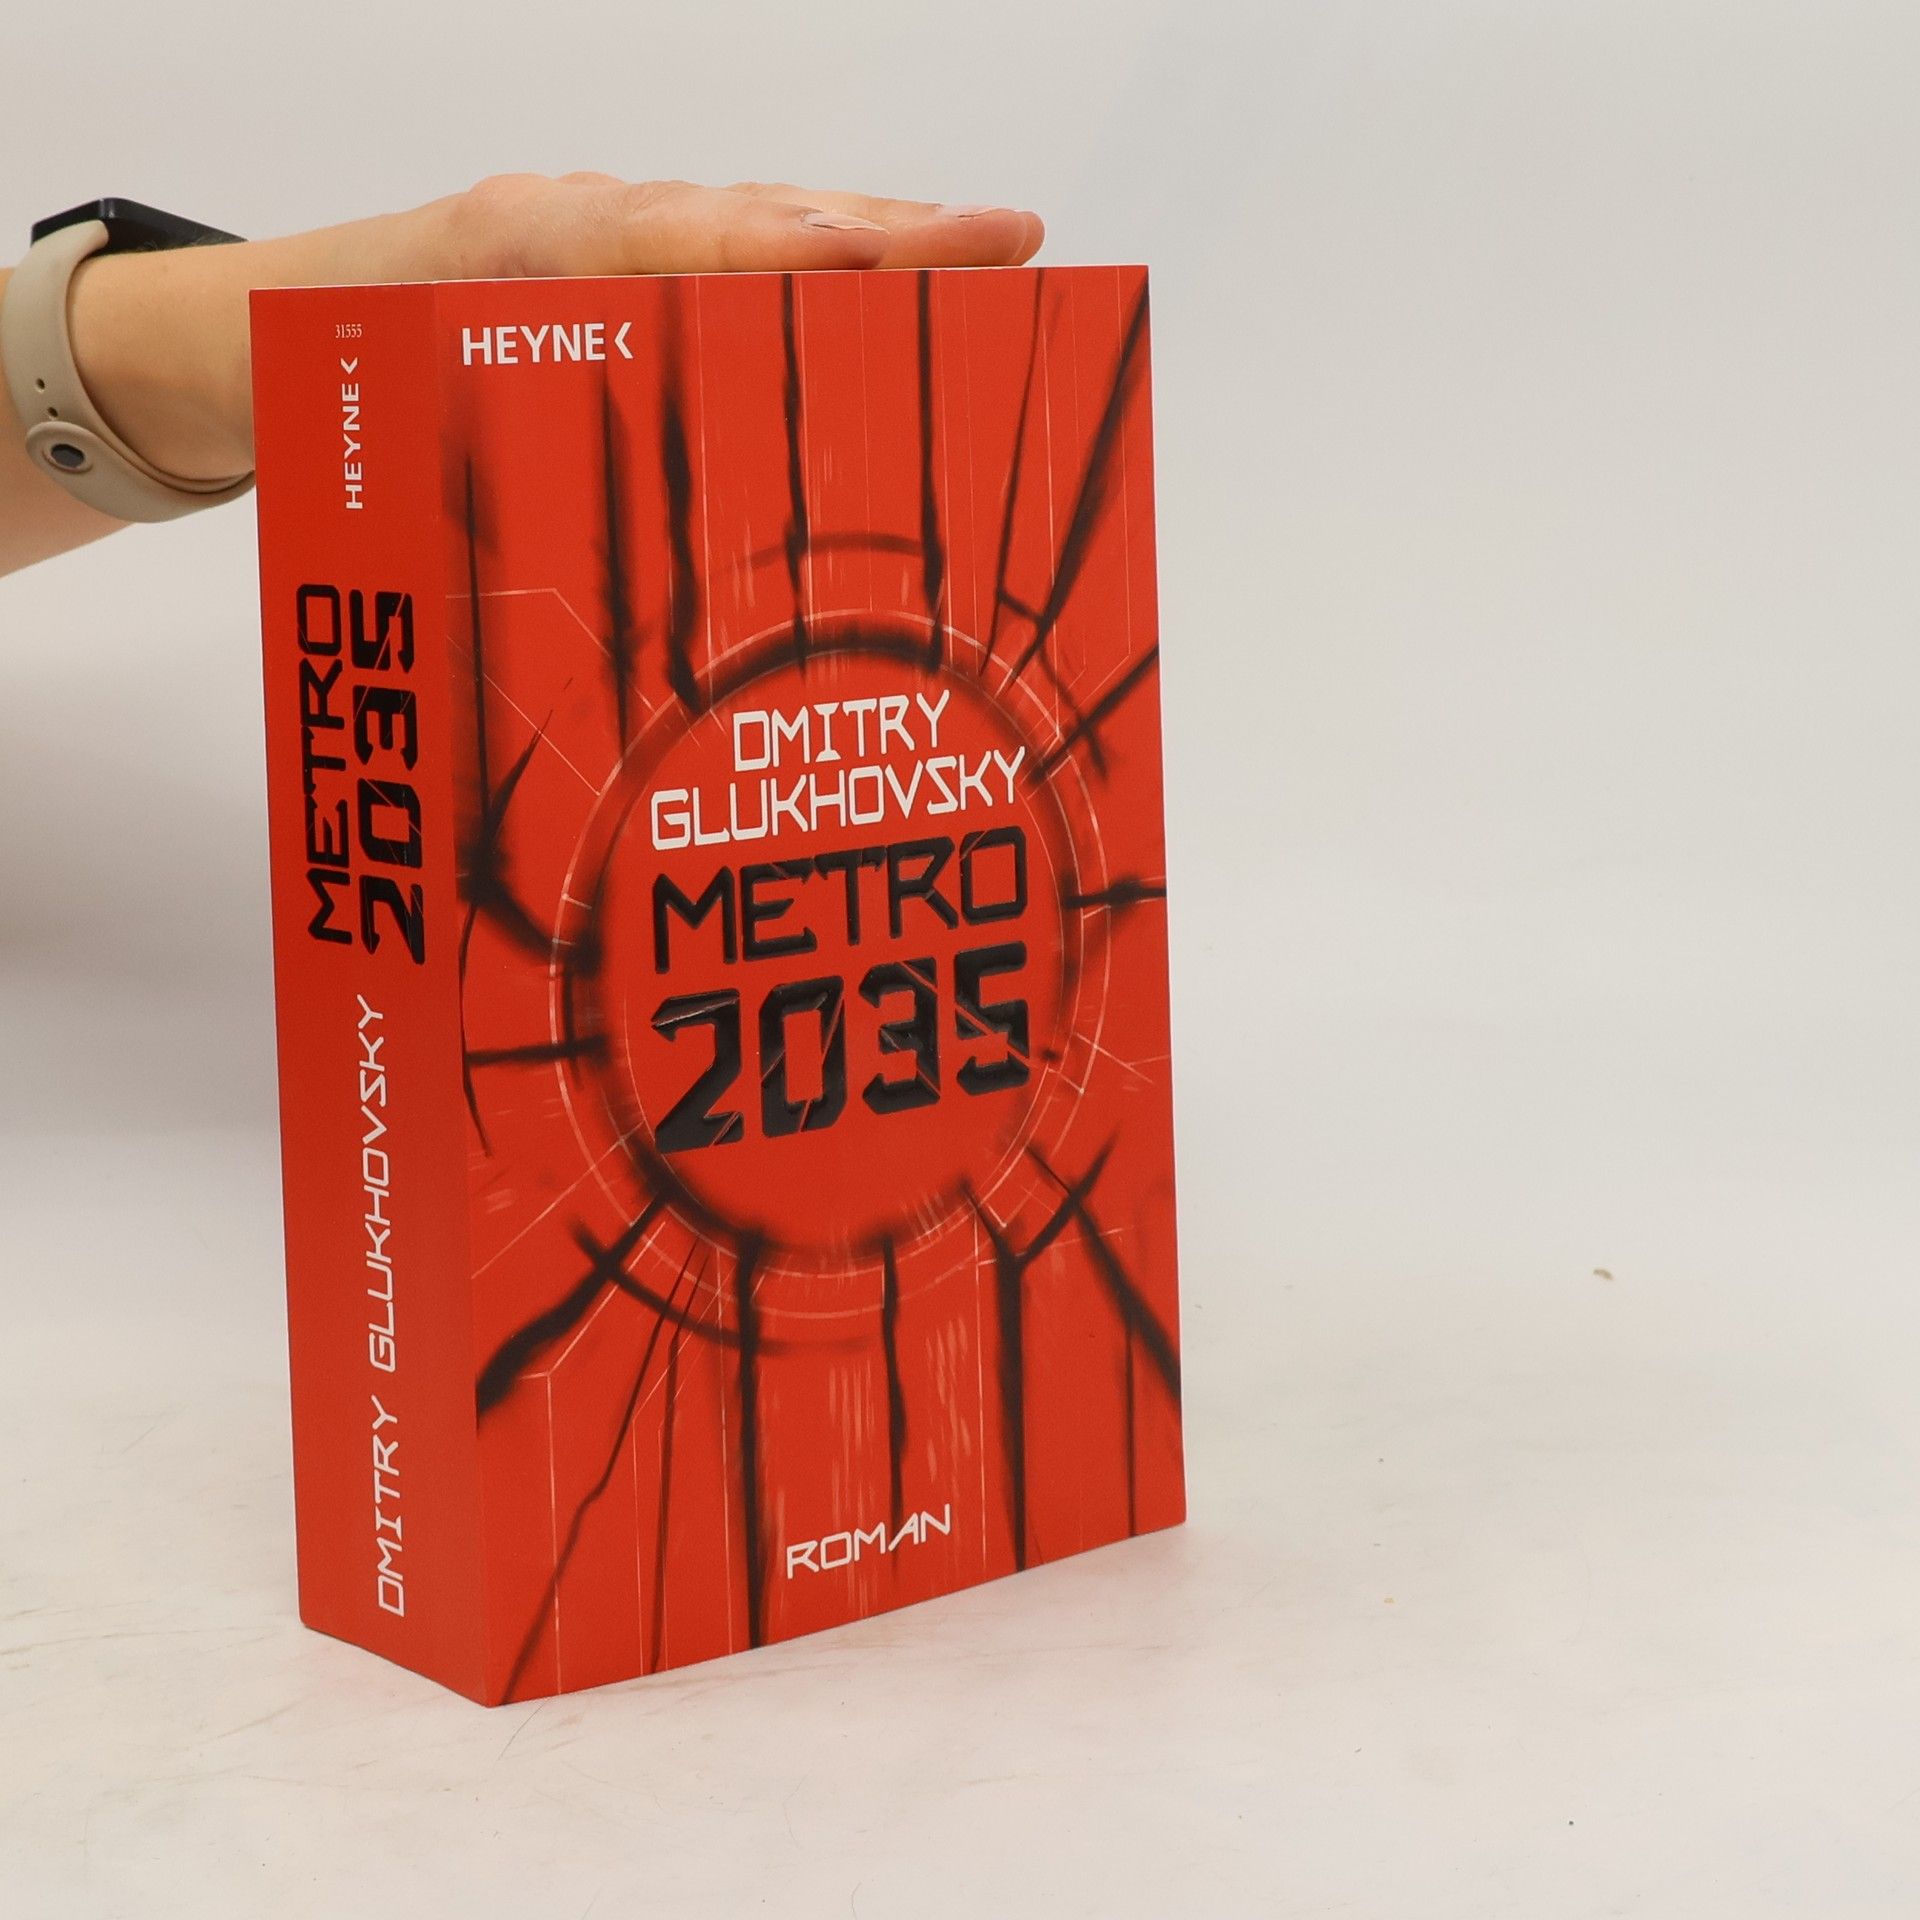 31555
HEYNE <
METRO
2035
DMITRY GLUKHOVSKY
HEYNE <
DMITRY
GLUKHOVSKY
METRO
2035
ROMAN